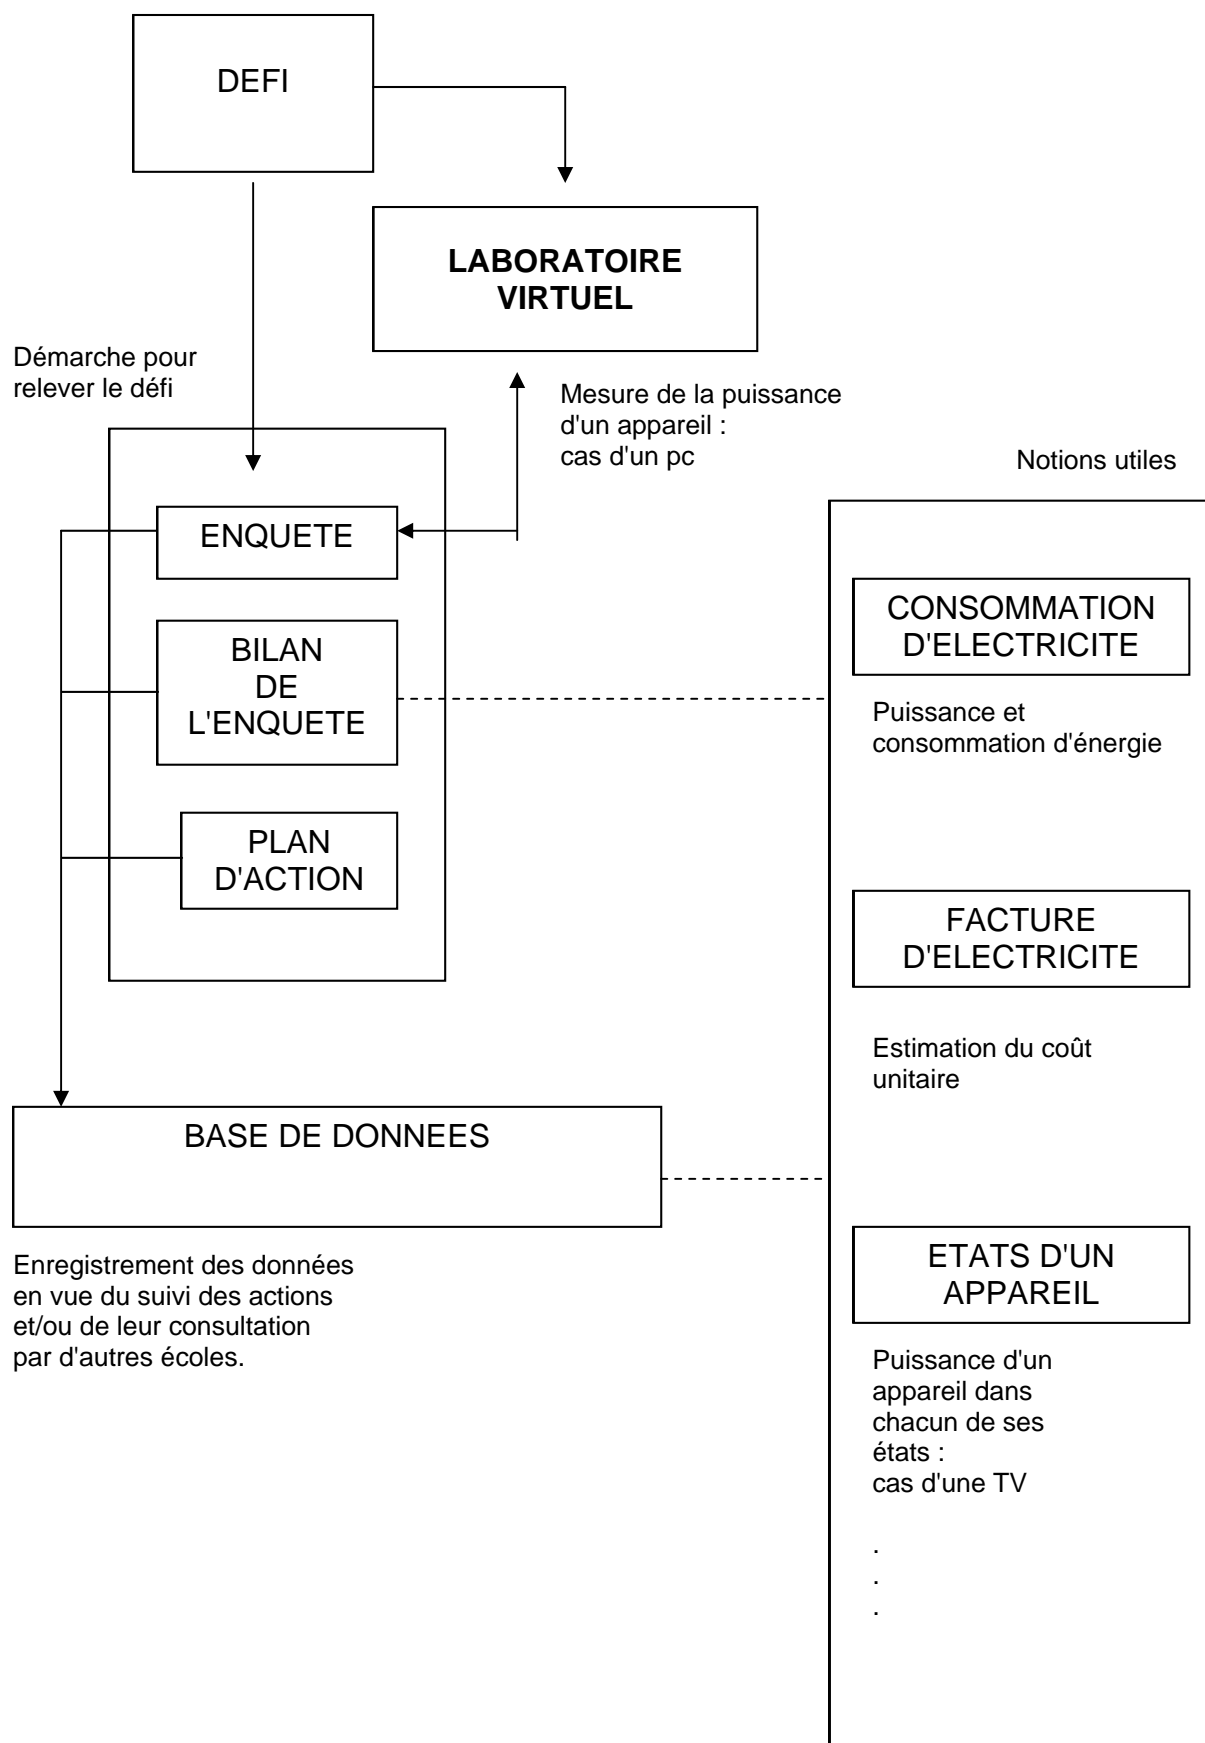 DEFI
LABORATOIRE
VIRTUEL
Démarche pour
relever le défi
Mesure de la puissance
d'un appareil :
cas d'un pc
Notions utiles
ENQUETE
BILAN
DE
L'ENQUETE
PLAN
D'ACTION
CONSOMMATION
D'ELECTRICITE
Puissance et
consommation d'énergie
FACTURE
D'ELECTRICITE
Estimation du coût
unitaire
BASE DE DONNEES
Enregistrement des données
en vue du suivi des actions
et/ou de leur consultation
par d'autres écoles.
ETATS D'UN
APPAREIL
Puissance d'un
appareil dans
chacun de ses
états :
cas d'une TV
.
.
.